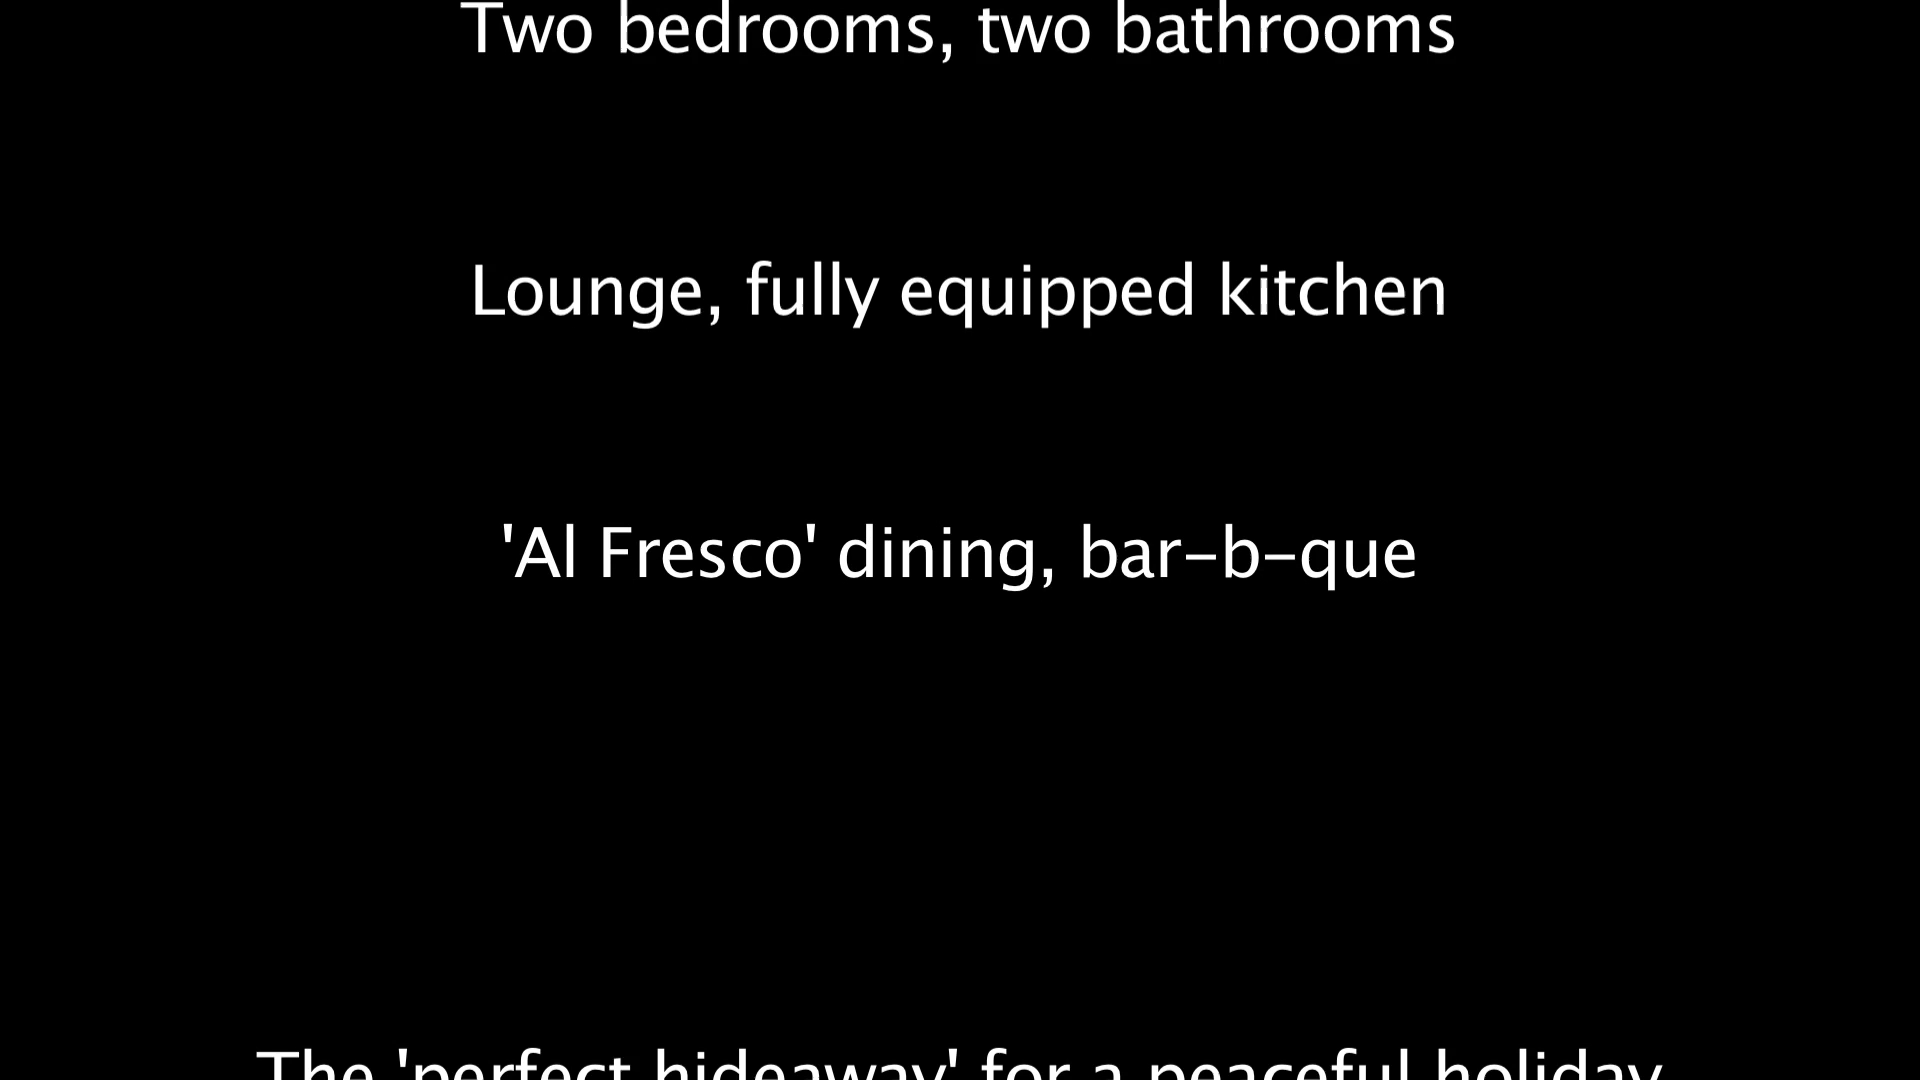 Two bedrooms, two bathrooms
Lounge, fully equipped kitchen
'Al Fresco' dining, bar-b-que
The 'perfect hideaway' for a peaceful holiday